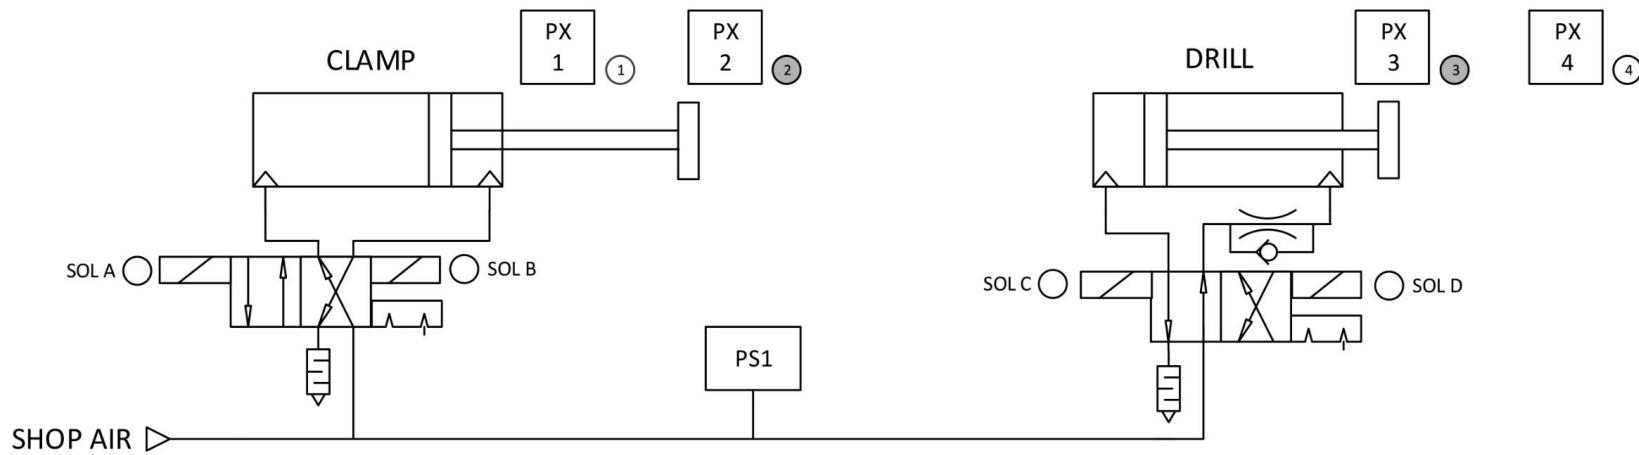 PX
1
1
PX
2
2
PX
3
3
PX
4
4
CLAMP
DRILL
SOL A
SOL B
SOL C
SOL D
PS1
SHOP AIR